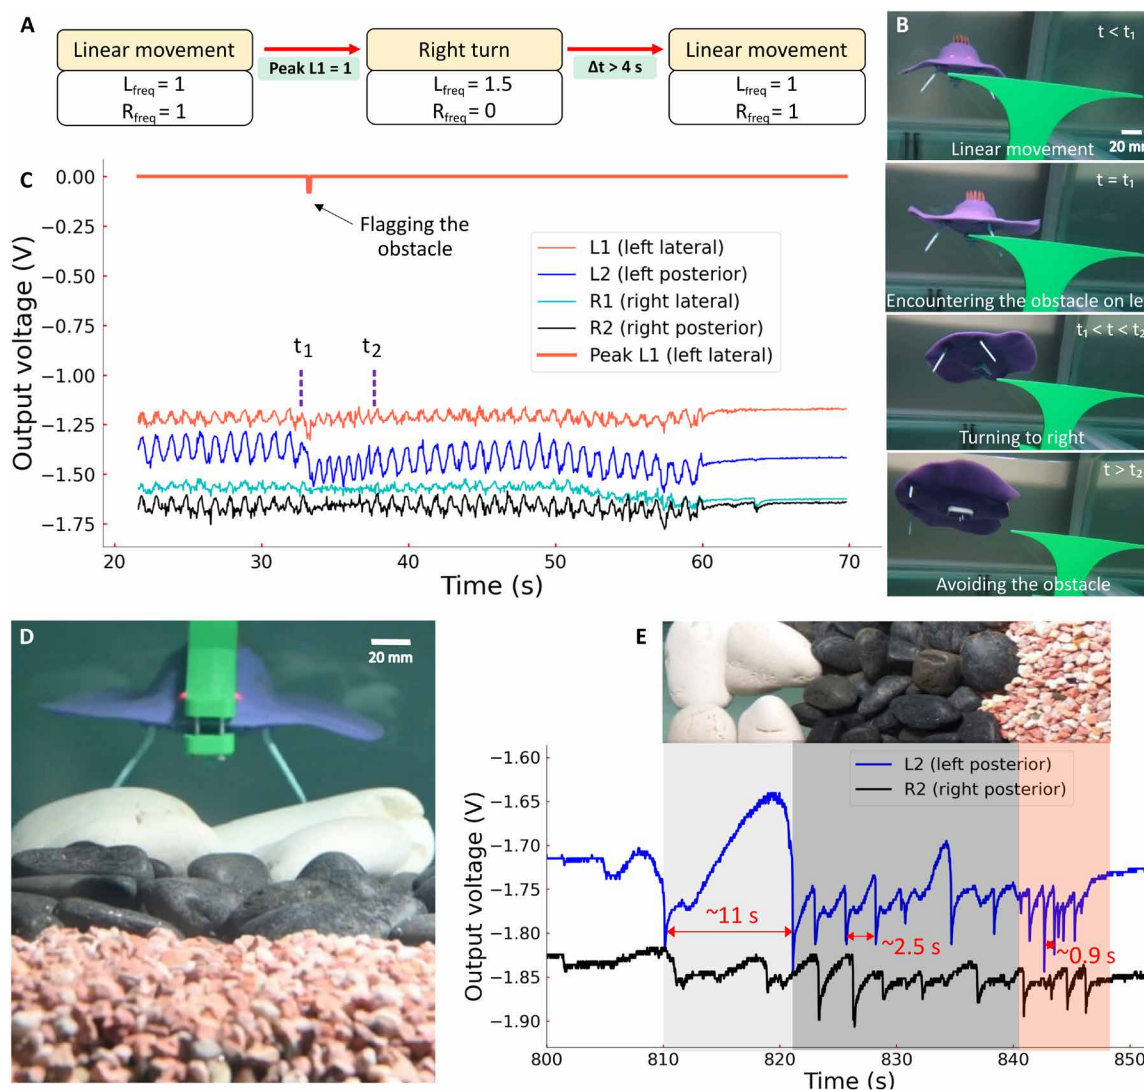 A
Linear movement
Lfreq = 1
Rfreq = 1
Peak L1 = 1
Right turn
Lfreq = 1.5
Rfreq = 0
Δt > 4 s
Linear movement
Lfreq = 1
Rfreq = 1
B
t < t₁
20 mm
Linear movement
t = t₁
Encountering the obstacle on le
t₁ < t < t₂
Turning to right
t > t₂
Avoiding the obstacle
C
Output voltage (V)
0.00
−0.25
−0.50
−0.75
−1.00
−1.25
−1.50
−1.75
Flagging the
obstacle
L1 (left lateral)
L2 (left posterior)
R1 (right lateral)
R2 (right posterior)
Peak L1 (left lateral)
t₁
t₂
20
30
40
50
60
70
Time (s)
D
20 mm
E
Output voltage (V)
−1.60
−1.65
−1.70
−1.75
−1.80
−1.85
−1.90
L2 (left posterior)
R2 (right posterior)
~11 s
~2.5 s
~0.9 s
800
810
820
830
840
850
Time (s)